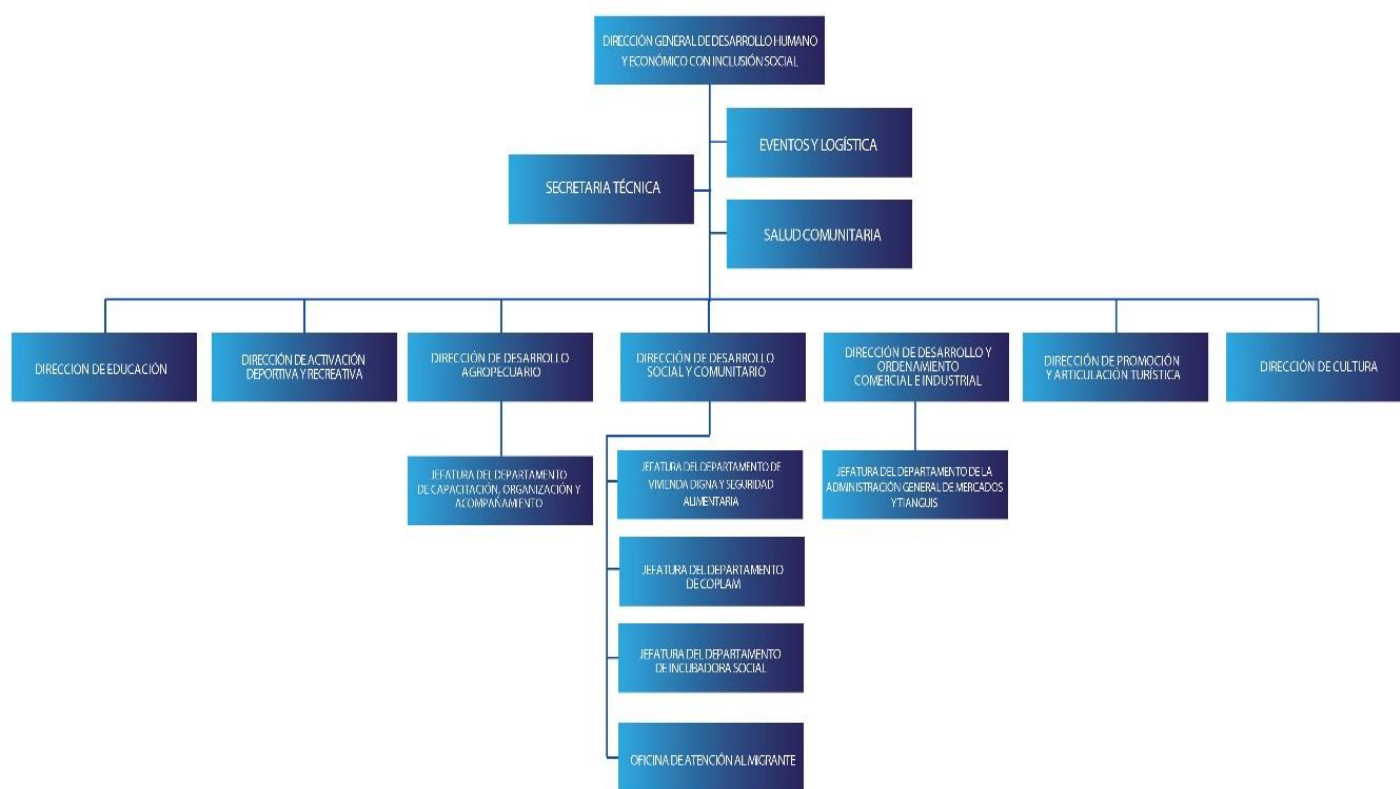 DIRECCIÓN GENERAL DE DESARROLLO HUMANO
Y ECONÓMICO CON INCLUSIÓN SOCIAL
EVENTOS Y LOGÍSTICA
SECRETARIA TÉCNICA
SALUD COMUNITARIA
DIRECCION DE EDUCACIÓN
DIRECCIÓN DE ACTIVACIÓN
DEPORTIVA Y RECREATIVA
DIRECCIÓN DE DESARROLLO
AGROPECUARIO
DIRECCIÓN DE DESARROLLO
SOCIAL Y COMUNITARIO
DIRECCIÓN DE DESARROLLO Y
ORDENAMIENTO
COMERCIAL E INDUSTRIAL
DIRECCIÓN DE PROMOCIÓN
Y ARTICULACIÓN TURÍSTICA
DIRECCIÓN DE CULTURA
JEFATURA DEL DEPARTAMENTO
DE CAPACITACIÓN, ORGANIZACIÓN Y
ACOMPAÑAMIENTO
JEFATURA DEL DEPARTAMENTO DE
VIVIENDA DIGNA Y SEGURIDAD
ALIMENTARIA
JEFATURA DEL DEPARTAMENTO DE LA
ADMINISTRACIÓN GENERAL DE MERCADOS
Y TIANGUIS
JEFATURA DEL DEPARTAMENTO
DE COPLAM
JEFATURA DEL DEPARTAMENTO
DE INCUBADORA SOCIAL
OFICINA DE ATENCIÓN AL MIGRANTE